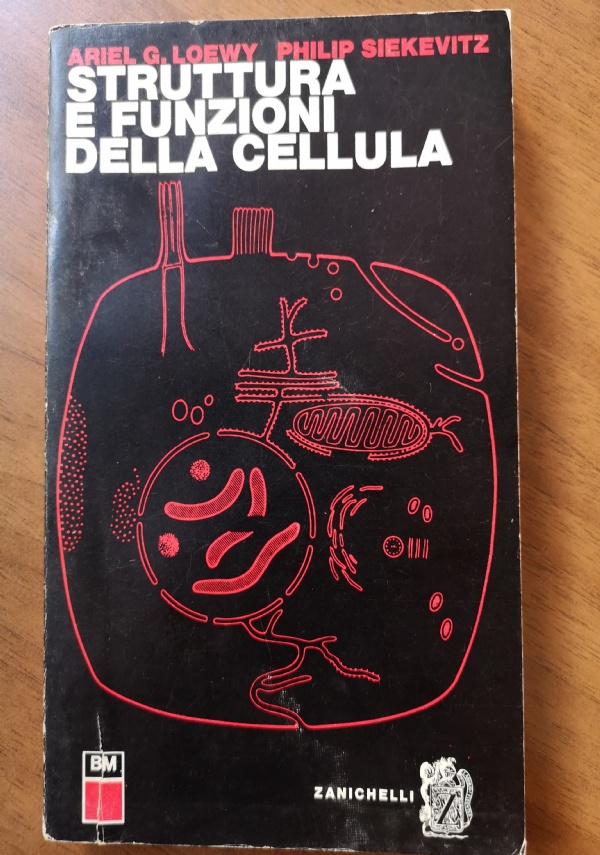 ARIEL G. LOEWY PHILIP SIEKEVITZ
STRUTTURA
E FUNZIONI
DELLA CELLULA
BM
ZANICHELLI
Z